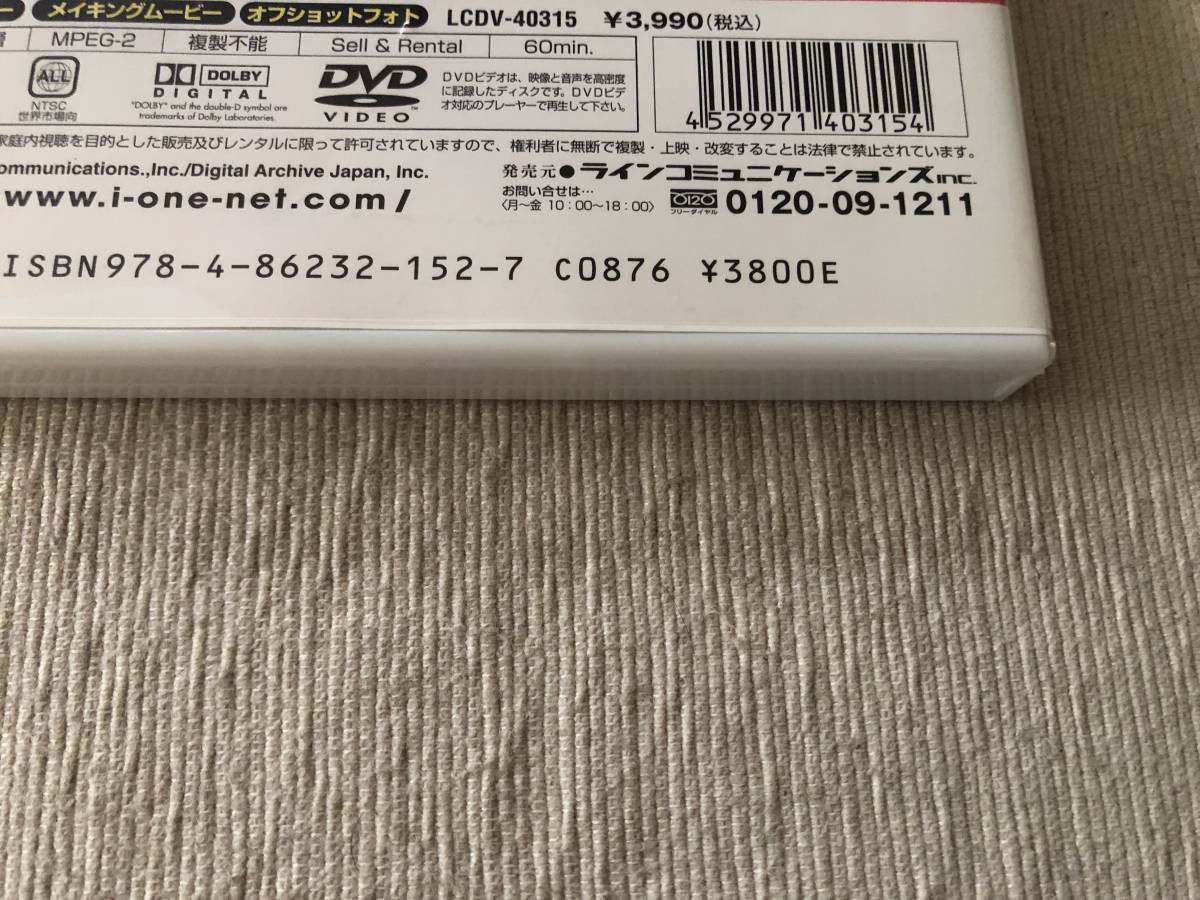 ー メイキングムービー オフショットフォト LCDV-40315 ¥3,990(税込)
MPEG-2 複製不能 Sell & Rental 60min.
ALL
NTSC
世界市場向
DOLBY
DIGITAL
"DOLBY" and the double-D symbol are
trademarks of Dolby Laboratories.
DVD
VIDEO
DVDビデオは、映像と音声を高密度
に記録したディスクです。DVDビデ
オ対応のプレーヤーで再生して下さい。
4 529971 403154
家庭内視聴を目的とした販売及びレンタルに限って許可されていますので、権利者に無断で複製・上映・改変することは法律で禁止されています。
ommunications.,Inc./Digital Archive Japan, Inc.
発売元●ラインコミュニケーションズINC.
www.i-one-net.com/
お問い合せは…
〈月〜金 10:00〜18:00〉
0120
フリーダイヤル
0120-09-1211
ISBN978-4-86232-152-7 C0876 ¥3800E